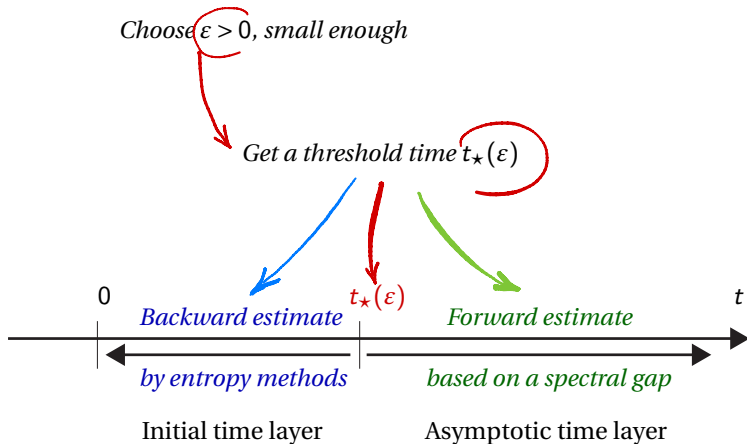 Choose ε > 0, small enough
Get a threshold time t⋆(ε)
0
t⋆(ε)
t
Backward estimate
Forward estimate
by entropy methods
based on a spectral gap
Initial time layer
Asymptotic time layer